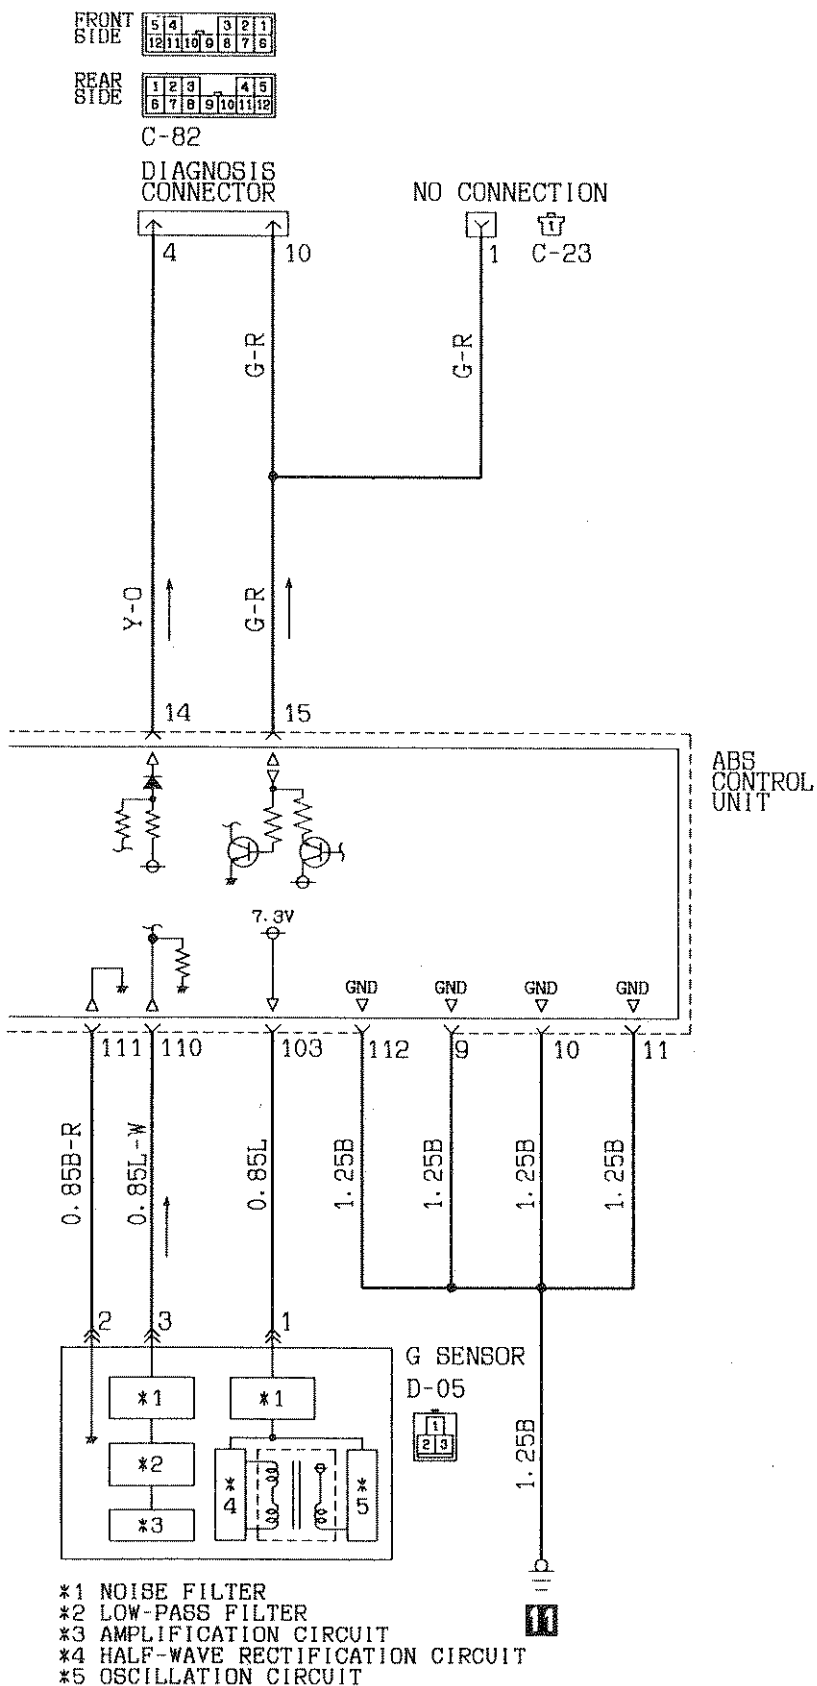 FRONT SIDE
5 4 3 2 1
12 11 10 9 8 7 6
REAR SIDE
1 2 3 4 5
6 7 8 9 10 11 12
C-82
DIAGNOSIS
CONNECTOR
NO CONNECTION
1
C-23
4
10
1
G-R
G-R
Y-O
G-R
14
15
ABS
CONTROL
UNIT
7.3V
GND
GND
GND
GND
111
110
103
112
9
10
11
0.85B-R
0.85L-W
0.85L
1.25B
1.25B
1.25B
1.25B
2
3
1
G SENSOR
D-05
1
2 3
*1
*1
*2
*3
*4
*5
1.25B
11
*1 NOISE FILTER
*2 LOW-PASS FILTER
*3 AMPLIFICATION CIRCUIT
*4 HALF-WAVE RECTIFICATION CIRCUIT
*5 OSCILLATION CIRCUIT